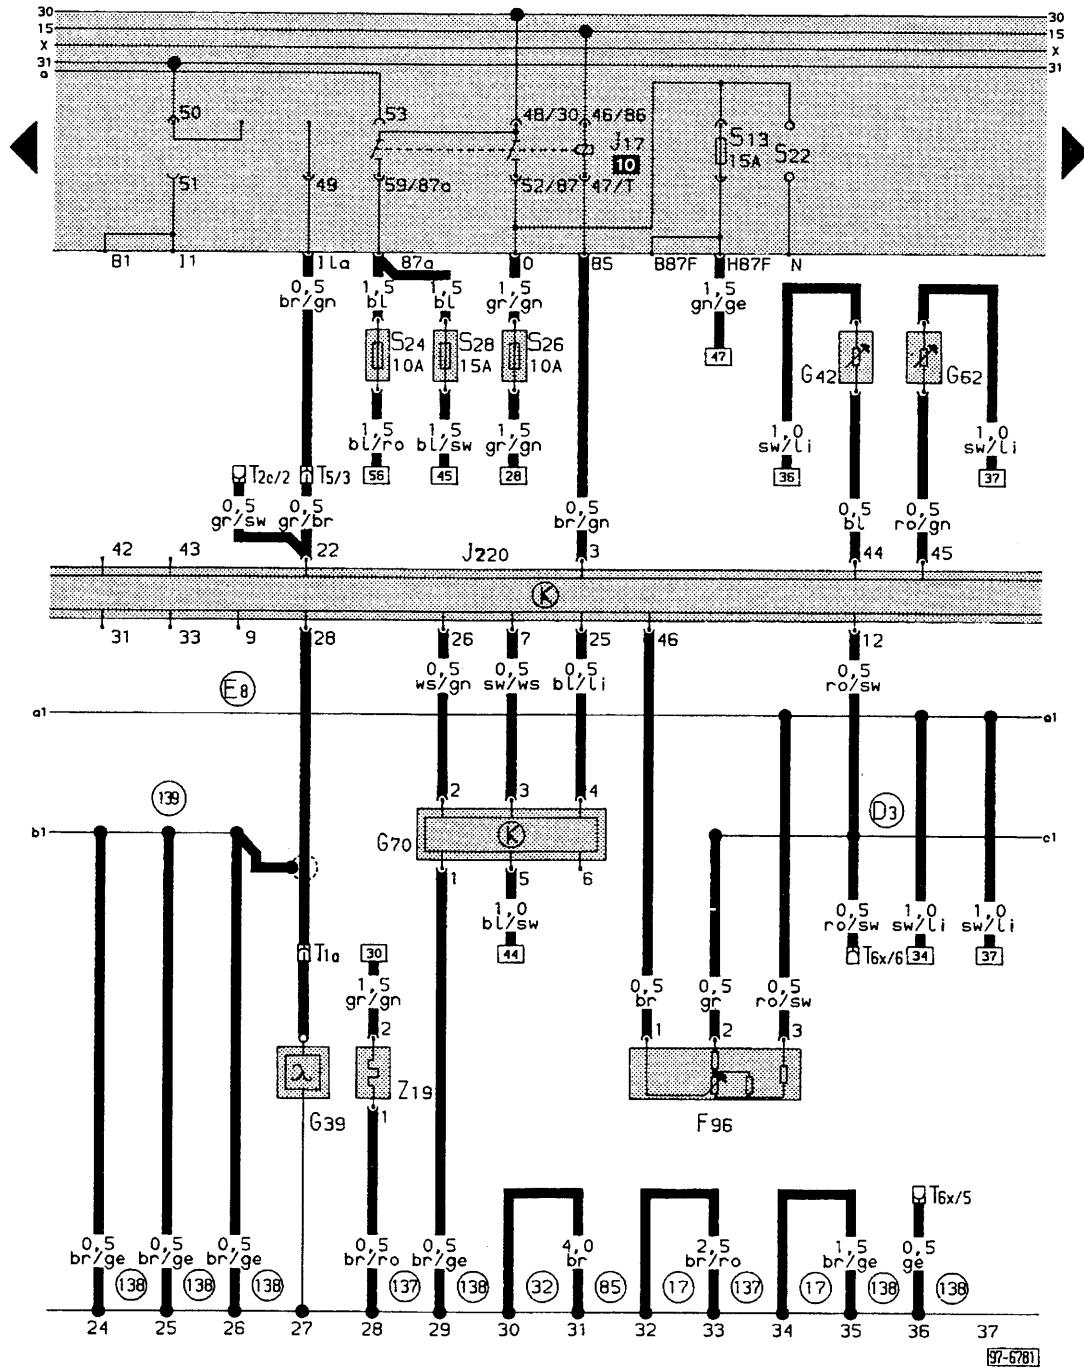 30 30
15 15
X X
31 31
a
50 53 48/30 46/86
J17 S13 S22
10 15A
51 49 59/87a 52/87 47/T
B1 I1 I1a 87a O B5 B87F H87F N
0,5 1,5 1,5 1,5 1,5
br/gn bl bl gr/gn gn/ge
S24 S28 S26
10A 15A 10A
47
G42 G62
1,5 1,5 1,5 1,0 1,0
bl/ro bl/sw gr/gn sw/li sw/li
T2c/2 T5/3 56 45 28 36 37
0,5 0,5 0,5 0,5 0,5
gr/sw gr/br br/gn bl ro/gn
42 43 22 J220 3 44 45
K
31 33 9 28 26 7 25 46 12
0,5 0,5 0,5 0,5
ws/gn sw/ws bl/li ro/sw
E8
a1 a1
2 3 4
139 D3
b1 G70 K c1
1 5 6
1,0 0,5 1,0 1,0
bl/sw ro/sw sw/li sw/li
T1a 30 44 T6x/6 34 37
1,5 0,5 0,5 0,5
gr/gn br gr ro/sw
2 1 2 3
λ
G39 Z19 F96
1
T6x/5
0,5 0,5 0,5 0,5 0,5 4,0 2,5 1,5 0,5
br/ge br/ge br/ge br/ro br/ge br br/ro br/ge ge
138 138 138 137 138 32 85 17 137 17 138 138
24 25 26 27 28 29 30 31 32 33 34 35 36 37
97-6781